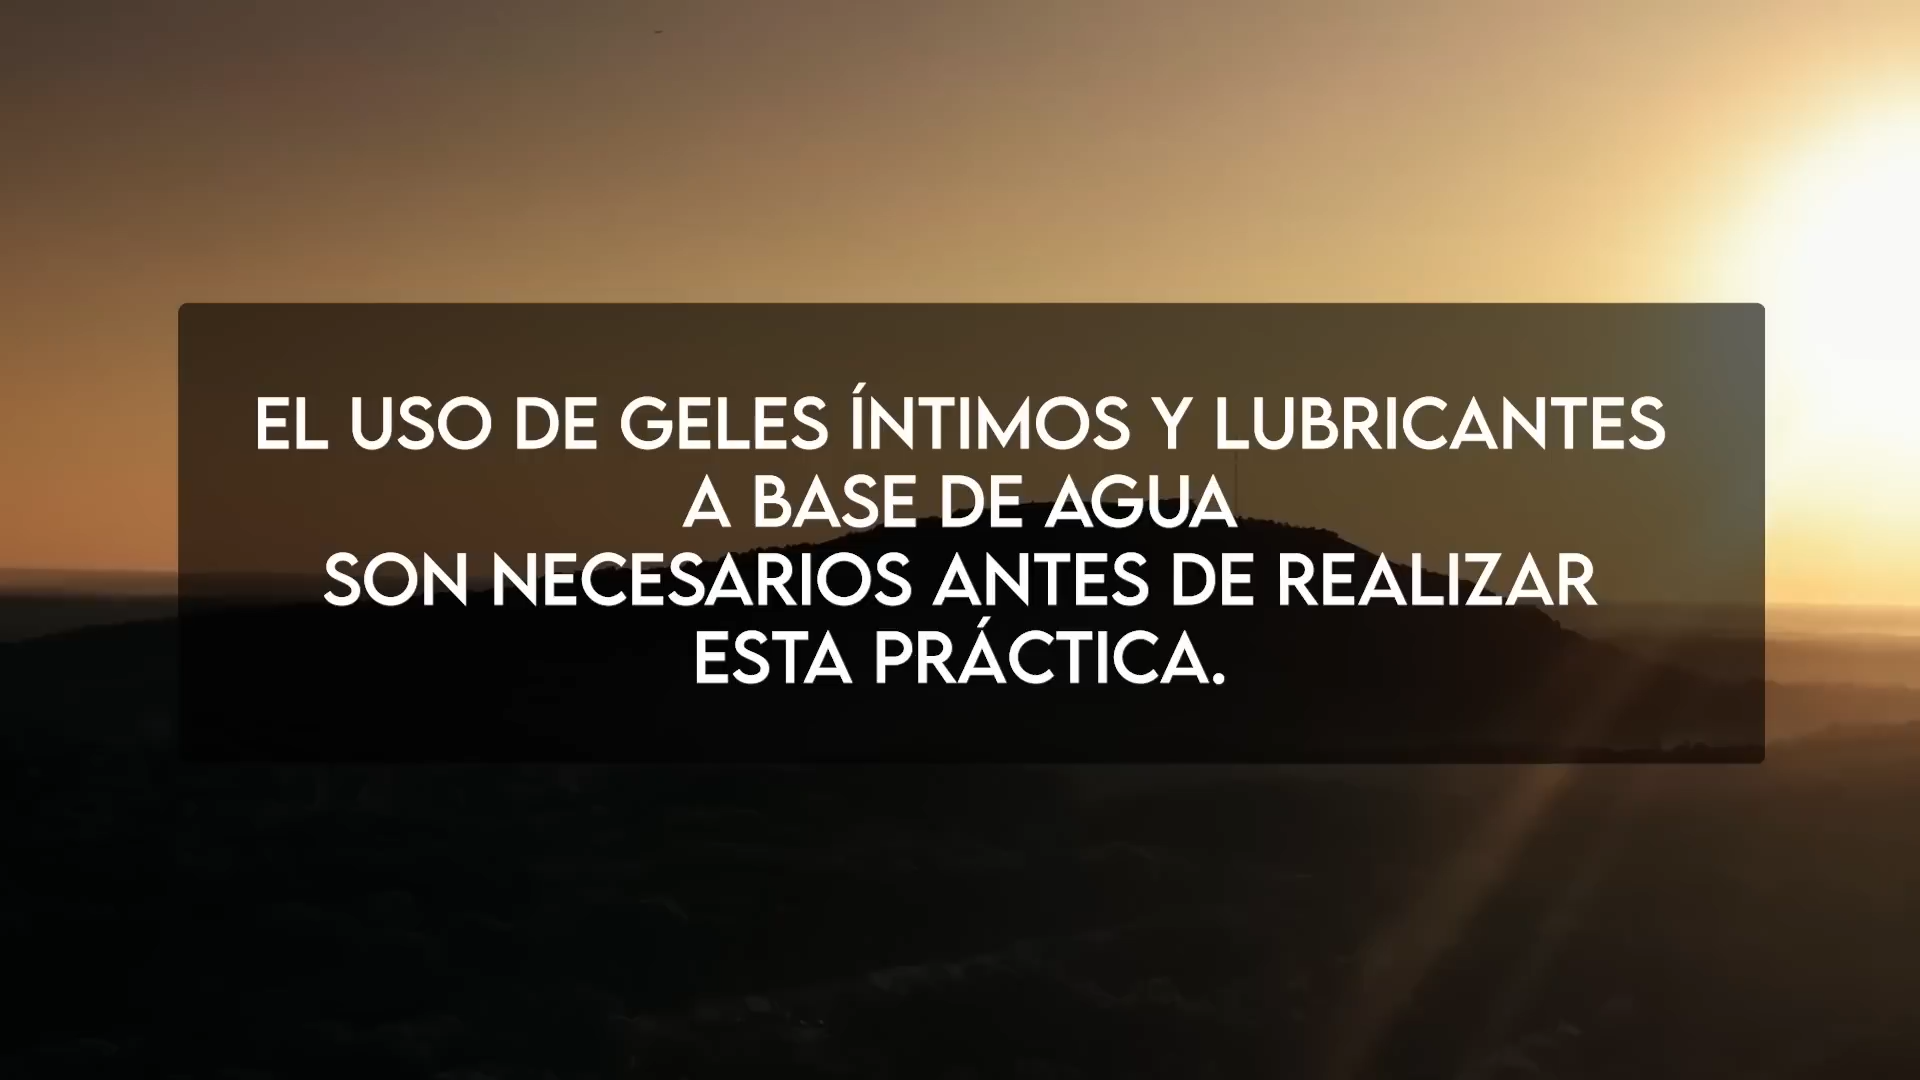 EL USO DE GELES ÍNTIMOS Y LUBRICANTES
A BASE DE AGUA
SON NECESARIOS ANTES DE REALIZAR
ESTA PRÁCTICA.